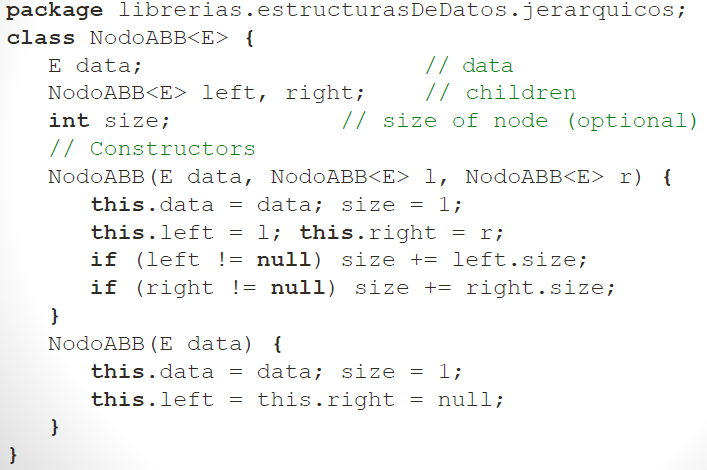 package librerias.estructurasDeDatos.jerarquicos;
class NodoABB<E> {
E data; // data
NodoABB<E> left, right; // children
int size; // size of node (optional)
// Constructors
NodoABB(E data, NodoABB<E> l, NodoABB<E> r) {
this.data = data; size = 1;
this.left = l; this.right = r;
if (left != null) size += left.size;
if (right != null) size += right.size;
}
NodoABB(E data) {
this.data = data; size = 1;
this.left = this.right = null;
}
}